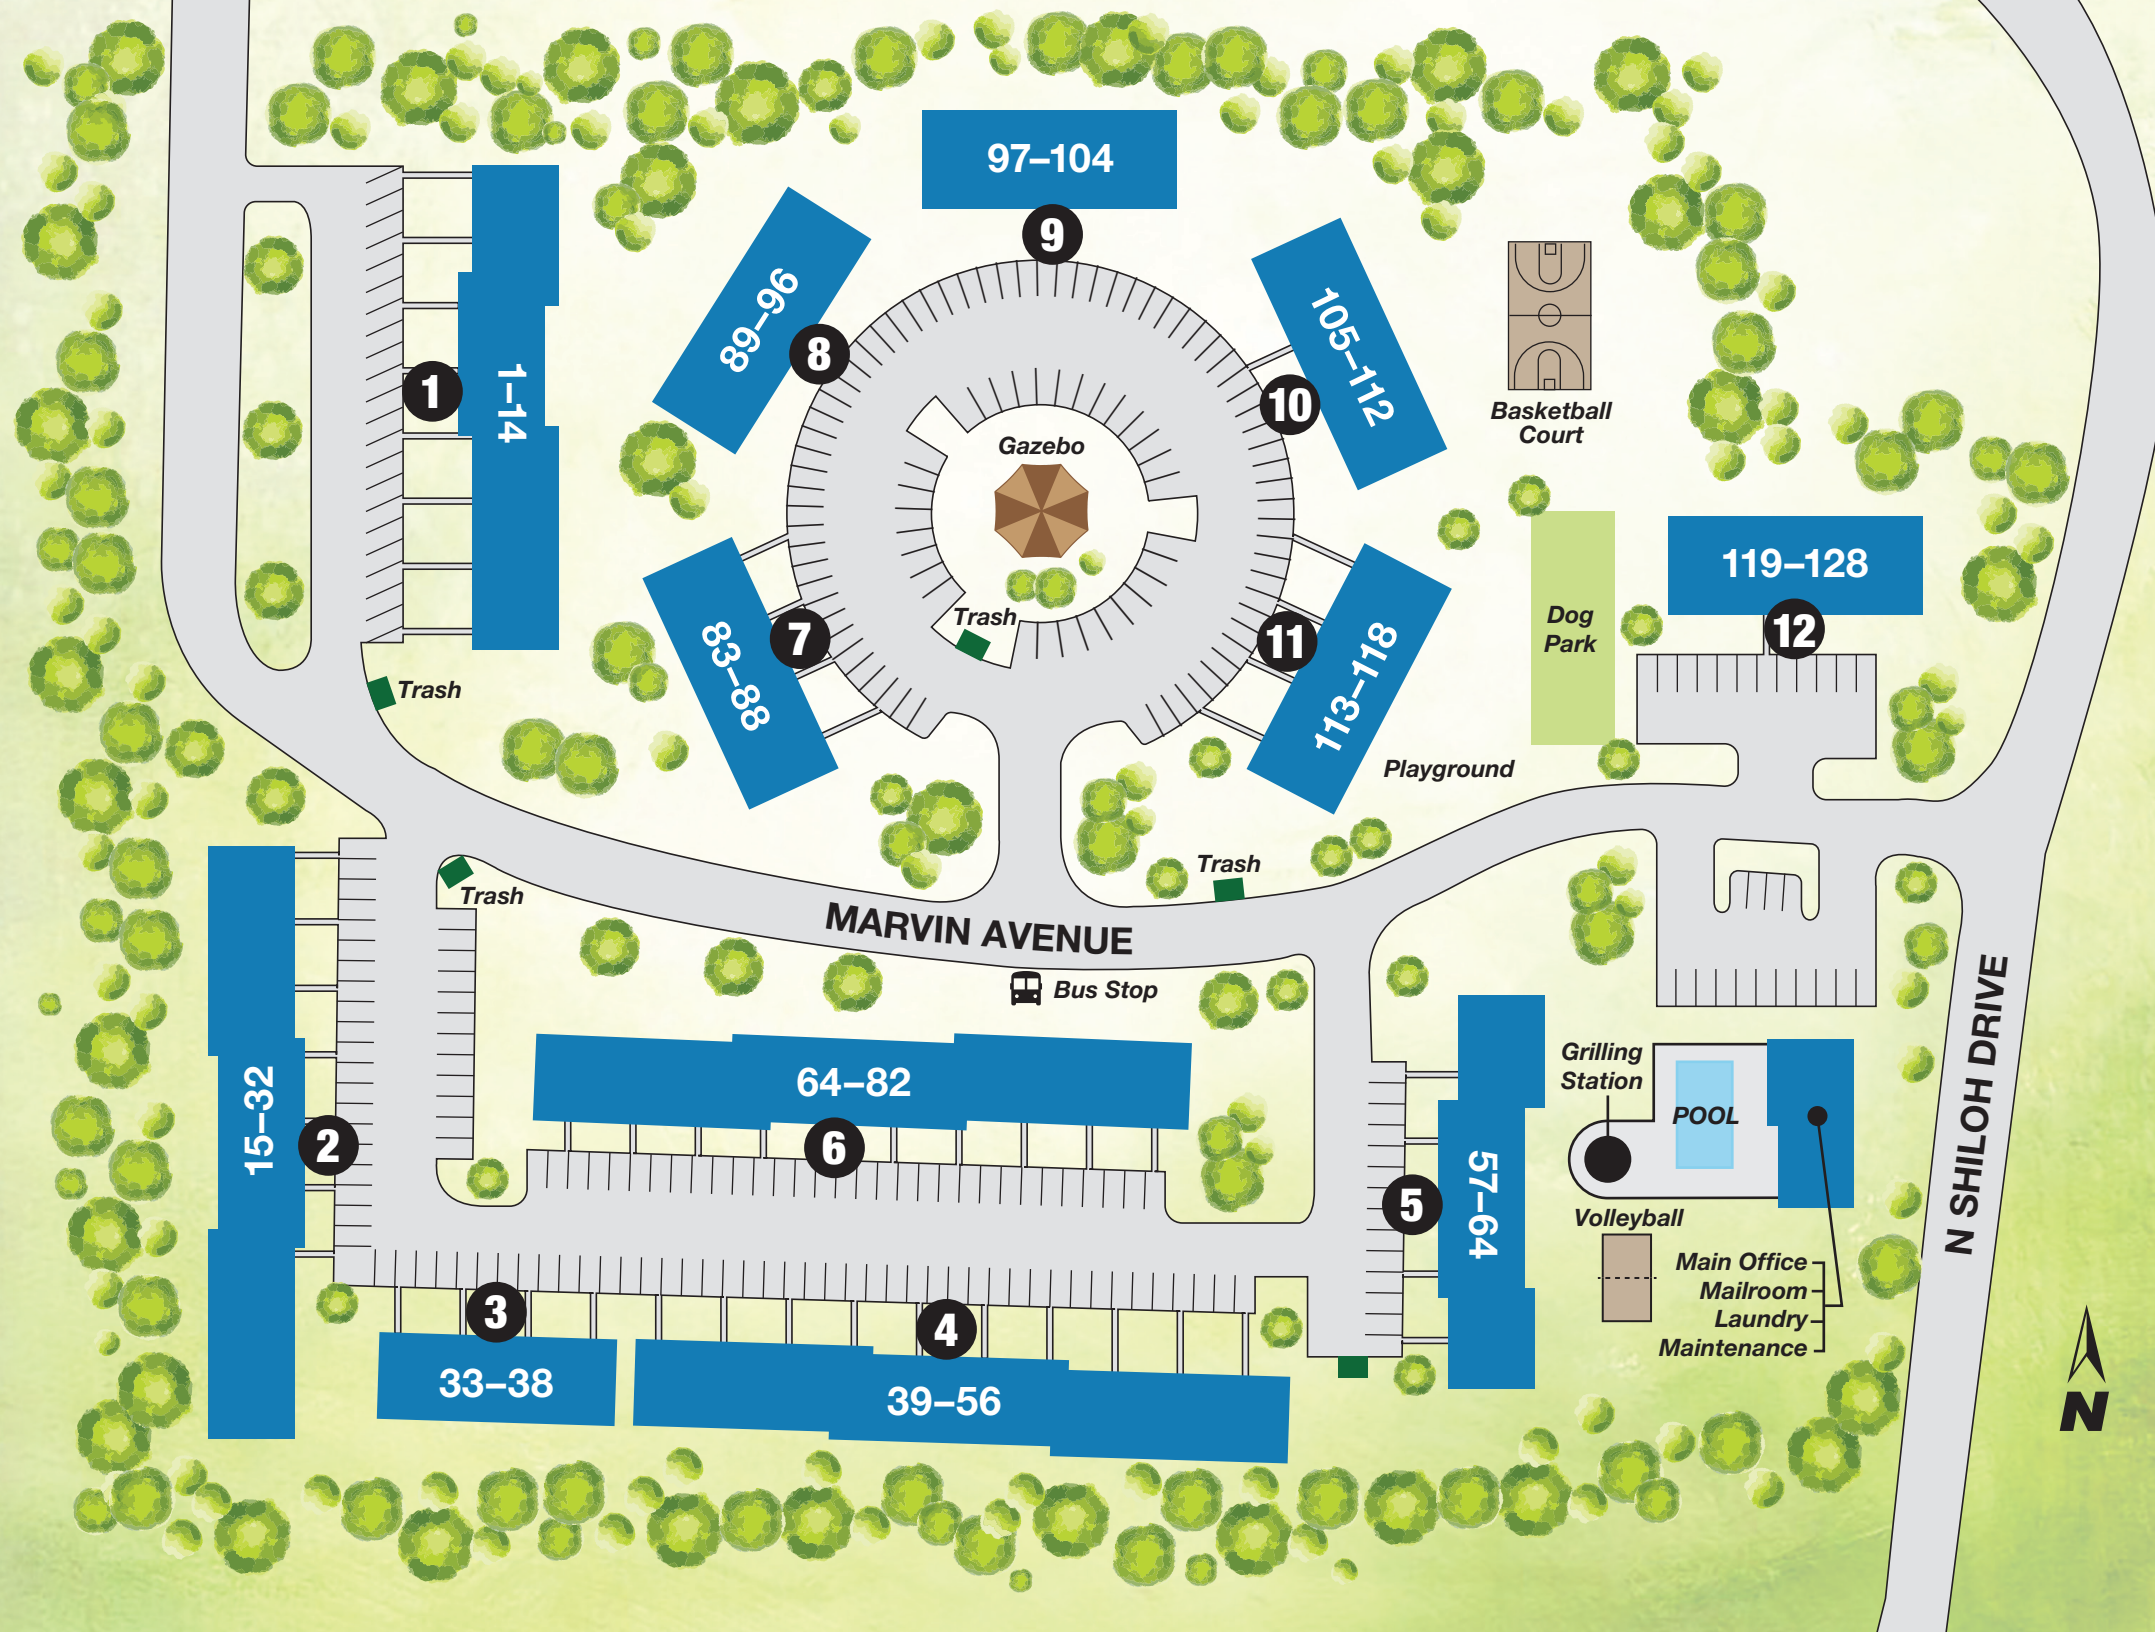 97–104
9
89–96
8
105–112
10
1
1–14
Basketball
Court
Gazebo
119–128
12
Dog
Park
Trash
7
83–88
11
113–118
Trash
Playground
Trash
Trash
MARVIN AVENUE
Bus Stop
15–32
2
64–82
6
57–64
5
Grilling
Station
POOL
N SHILOH DRIVE
Volleyball
Main Office
Mailroom
Laundry
Maintenance
3
33–38
4
39–56
N